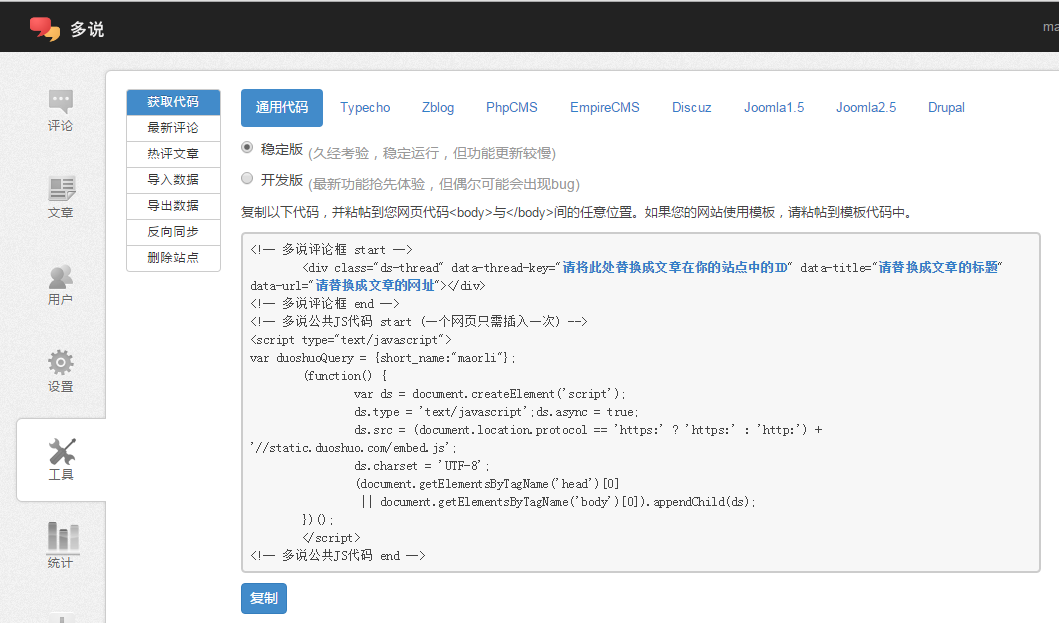 多说
评论
文章
用户
设置
工具
统计
获取代码
最新评论
热评文章
导入数据
导出数据
反向同步
删除站点
通用代码 Typecho Zblog PhpCMS EmpireCMS Discuz Joomla1.5 Joomla2.5 Drupal
稳定版 (久经考验，稳定运行，但功能更新较慢)
开发版 (最新功能抢先体验，但偶尔可能会出现bug)
复制以下代码，并粘帖到您网页代码<body>与</body>间的任意位置。如果您的网站使用模板，请粘帖到模板代码中。
<!-- 多说评论框 start -->
<div class="ds-thread" data-thread-key="请将此处替换成文章在你的站点中的ID" data-title="请替换成文章的标题"
data-url="请替换成文章的网址"></div>
<!-- 多说评论框 end -->
<!-- 多说公共JS代码 start (一个网页只需插入一次) -->
<script type="text/javascript">
var duoshuoQuery = {short_name:"maorli"};
(function() {
var ds = document.createElement('script');
ds.type = 'text/javascript';ds.async = true;
ds.src = (document.location.protocol == 'https:' ? 'https:' : 'http:') +
'//static.duoshuo.com/embed.js';
ds.charset = 'UTF-8';
(document.getElementsByTagName('head')[0]
|| document.getElementsByTagName('body')[0]).appendChild(ds);
})();
</script>
<!-- 多说公共JS代码 end -->
复制